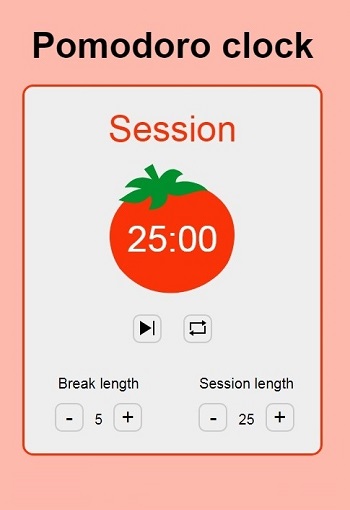 Pomodoro clock
Session
25:00
Break length Session length
- 5 + - 25 +